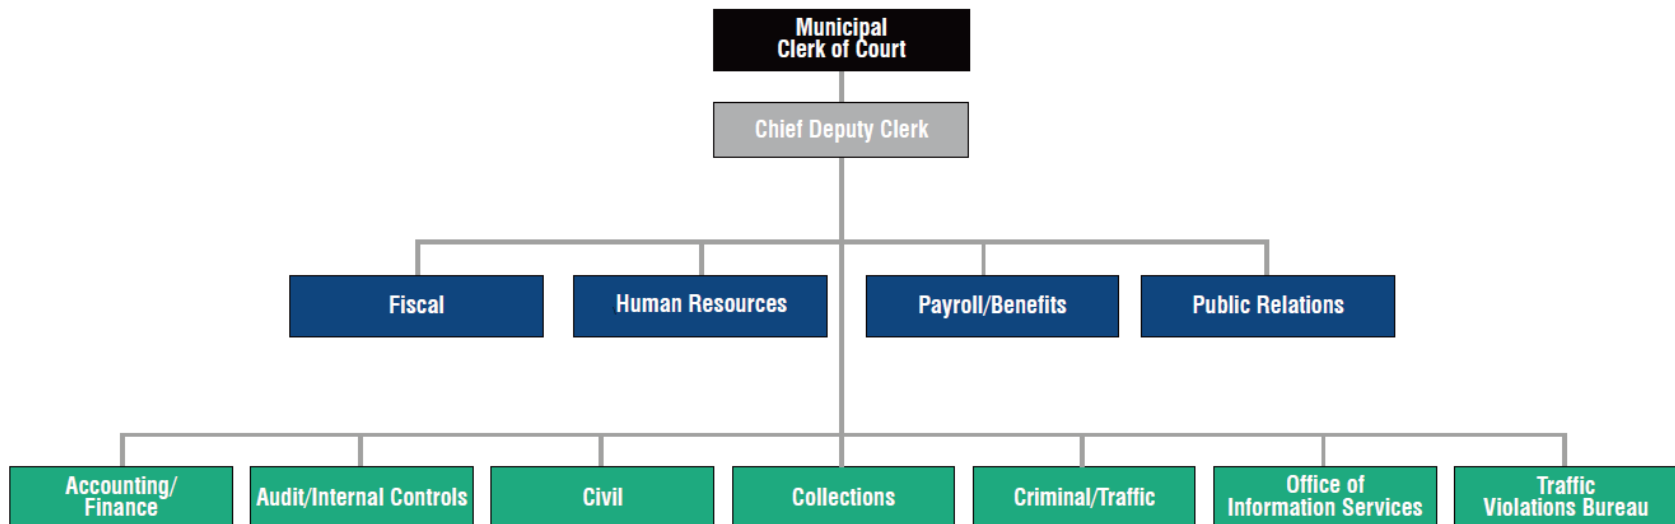 Municipal
Clerk of Court
Chief Deputy Clerk
Fiscal
Human Resources
Payroll/Benefits
Public Relations
Accounting/
Finance
Audit/Internal Controls
Civil
Collections
Criminal/Traffic
Office of
Information Services
Traffic
Violations Bureau